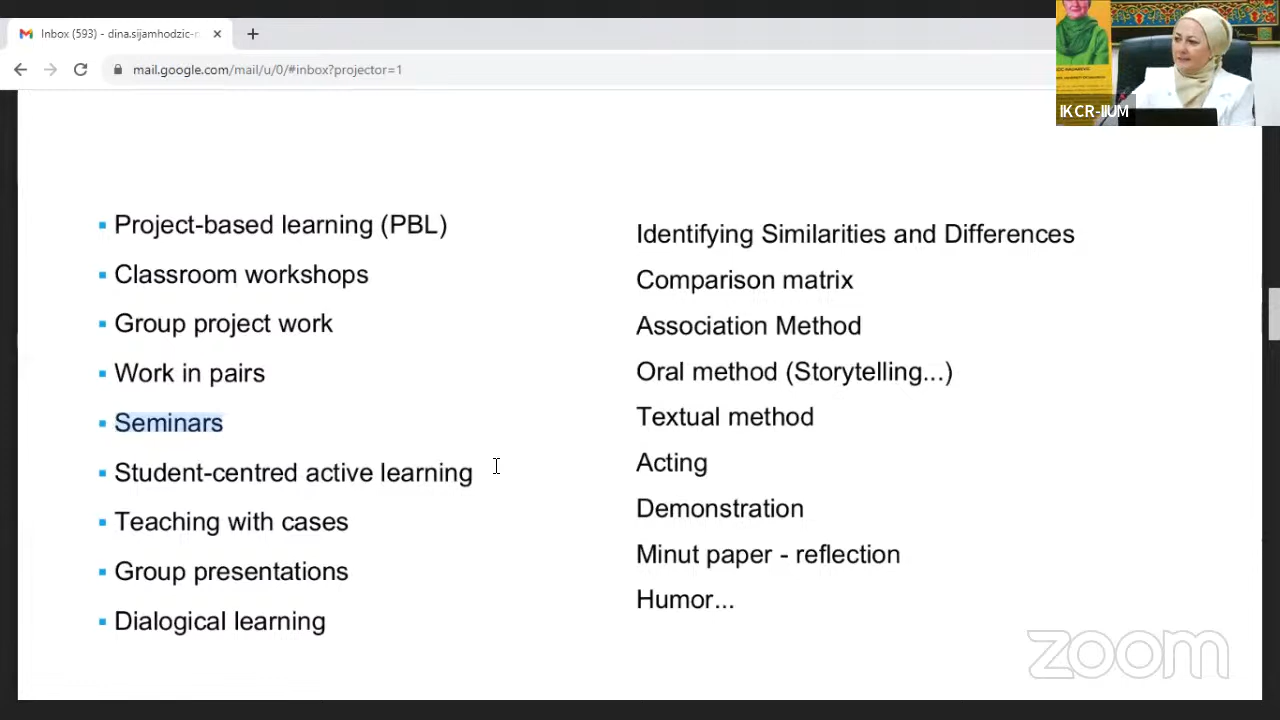 Inbox (593) - dina.sijamhodzic-
mail.google.com/mail/u/0/#inbox?projector=1
IKCR-IIUM
Project-based learning (PBL)
Classroom workshops
Group project work
Work in pairs
Seminars
Student-centred active learning
Teaching with cases
Group presentations
Dialogical learning
Identifying Similarities and Differences
Comparison matrix
Association Method
Oral method (Storytelling...)
Textual method
Acting
Demonstration
Minut paper - reflection
Humor...
zoom